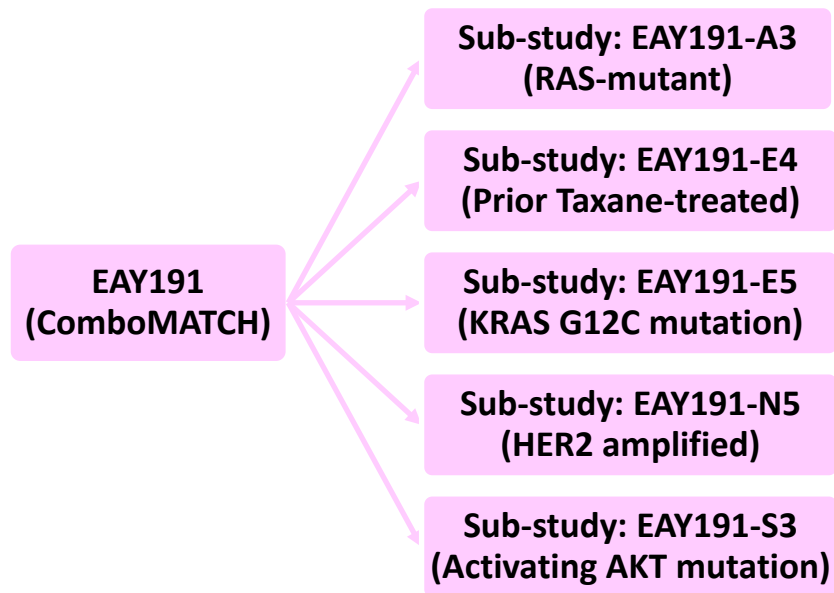 Sub-study: EAY191-A3
(RAS-mutant)
Sub-study: EAY191-E4
(Prior Taxane-treated)
EAY191
(ComboMATCH)
Sub-study: EAY191-E5
(KRAS G12C mutation)
Sub-study: EAY191-N5
(HER2 amplified)
Sub-study: EAY191-S3
(Activating AKT mutation)